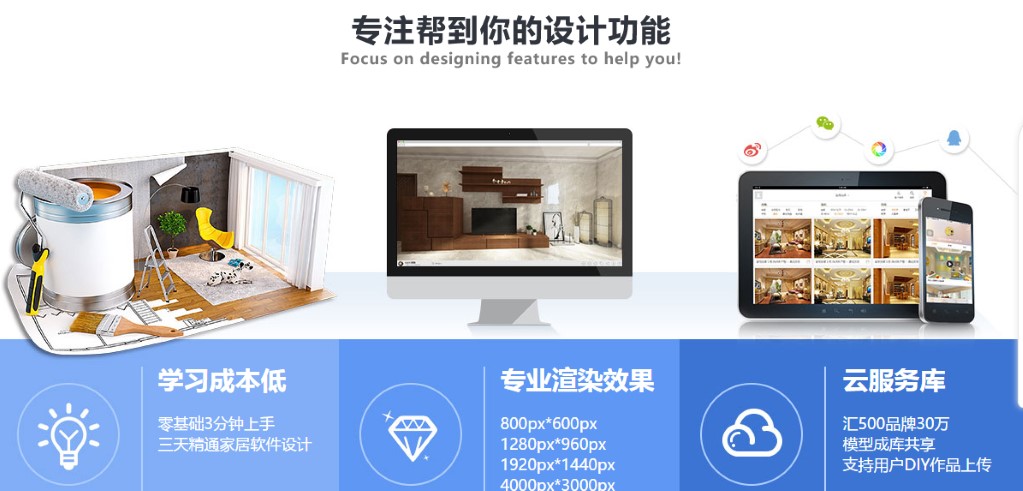 专注帮到你的设计功能
Focus on designing features to help you!
学习成本低
零基础3分钟上手
三天精通家居软件设计
专业渲染效果
800px*600px
1280px*960px
1920px*1440px
4000px*3000px
云服务库
汇500品牌30万
模型成库共享
支持用户DIY作品上传